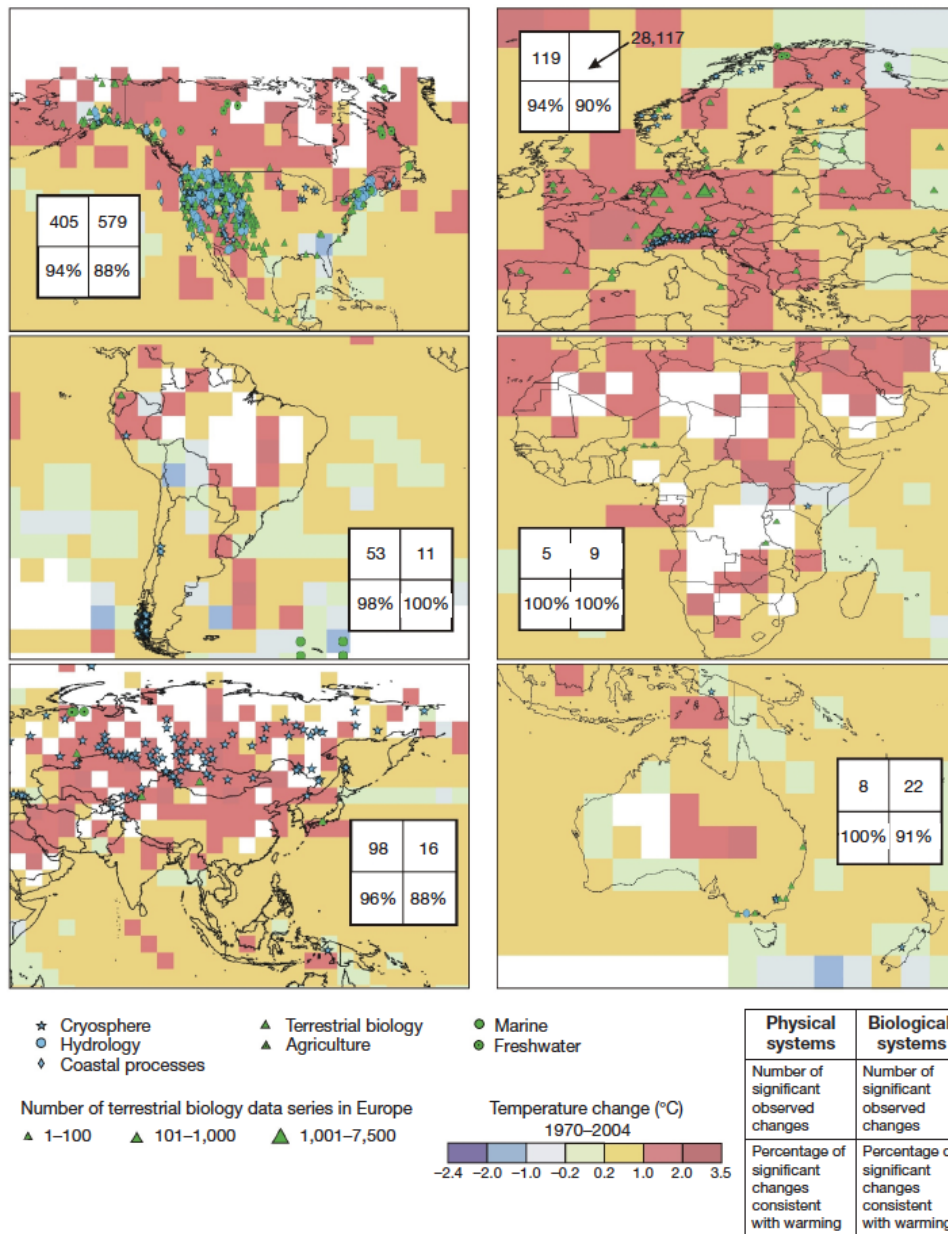 28,117
119
94% 90%
405 579
94% 88%
53 11
98% 100%
5 9
100% 100%
98 16
96% 88%
8 22
100% 91%
Cryosphere
Hydrology
Coastal processes
Terrestrial biology
Agriculture
Marine
Freshwater
Number of terrestrial biology data series in Europe
1–100 101–1,000 1,001–7,500
Temperature change (°C)
1970–2004
–2.4 –2.0 –1.0 –0.2 0.2 1.0 2.0 3.5
Physical systems
Biological systems
Number of significant observed changes
Number of significant observed changes
Percentage of significant changes consistent with warming
Percentage o significant changes consistent with warming